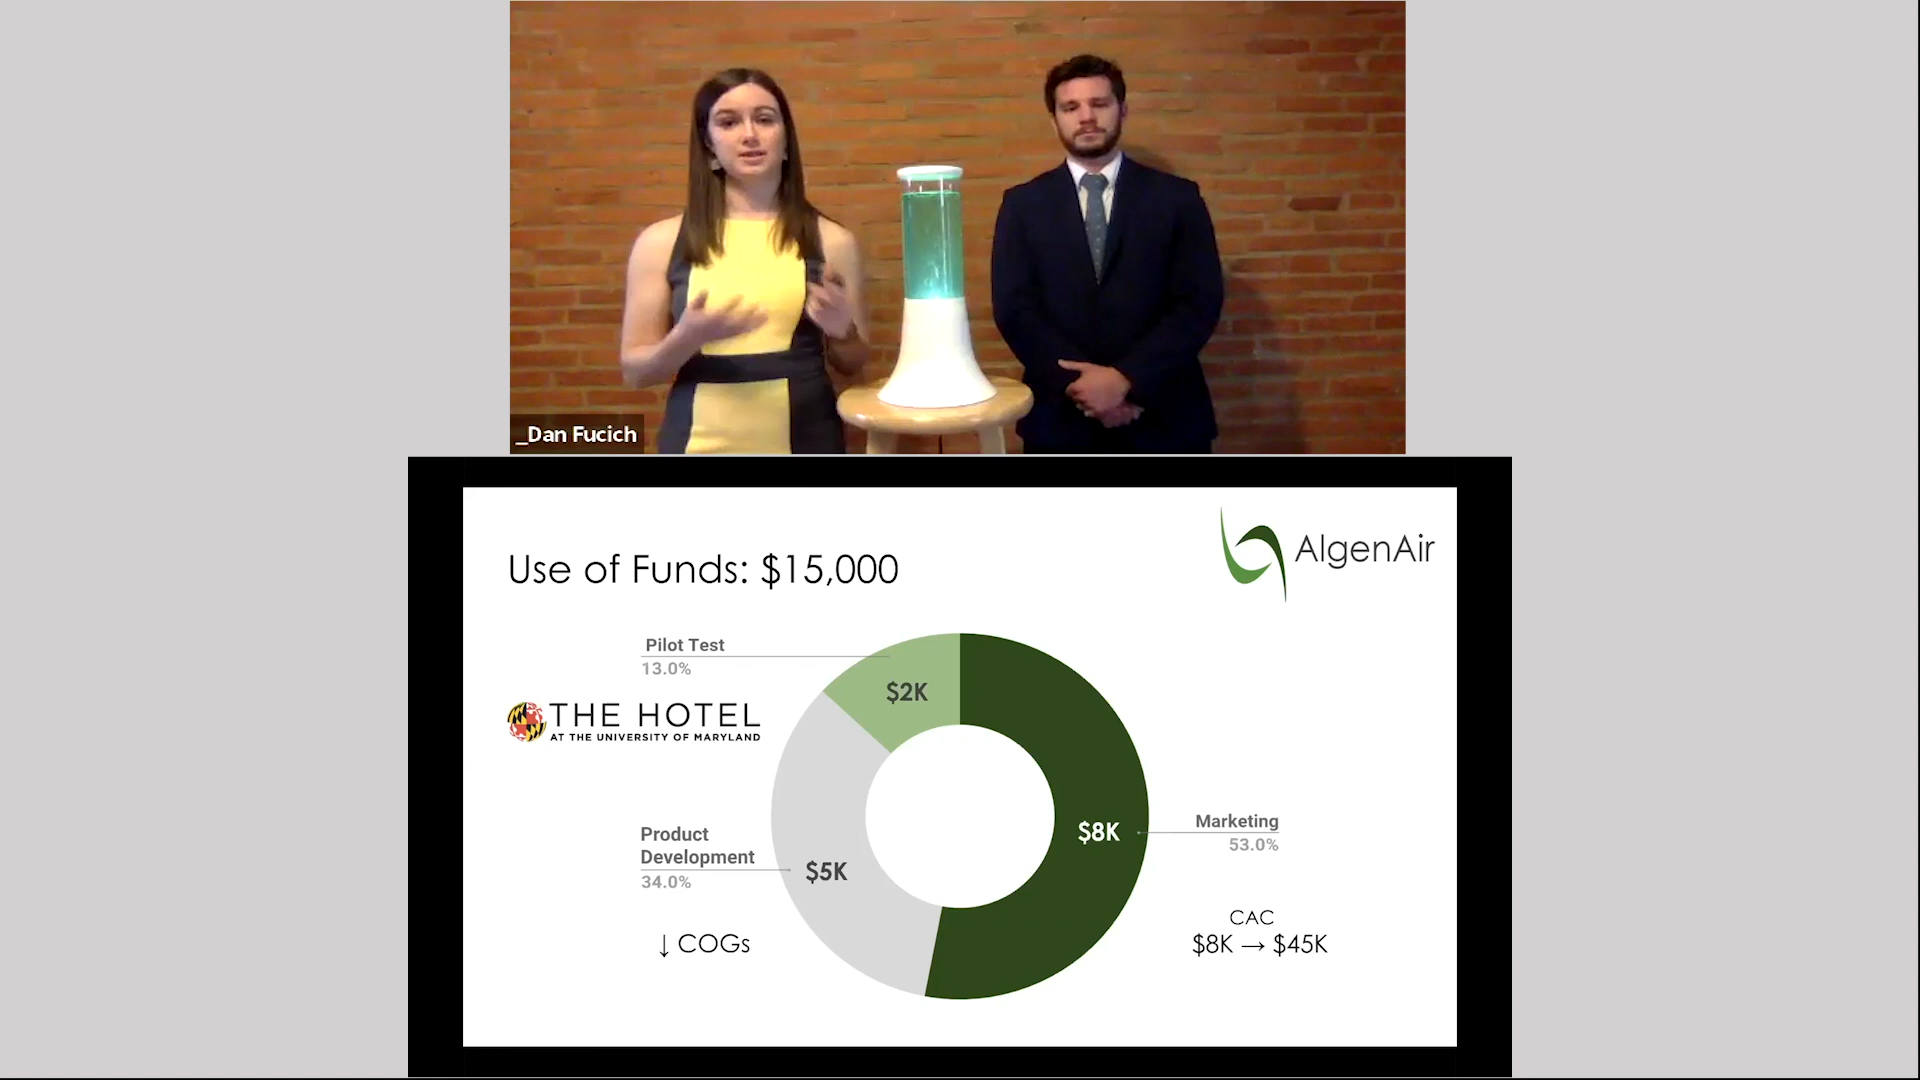 _Dan Fucich
AlgenAir
Use of Funds: $15,000
Pilot Test
13.0%
$2K
THE HOTEL
AT THE UNIVERSITY OF MARYLAND
Marketing
53.0%
$8K
Product
Development
34.0%
$5K
↓ COGs
CAC
$8K → $45K